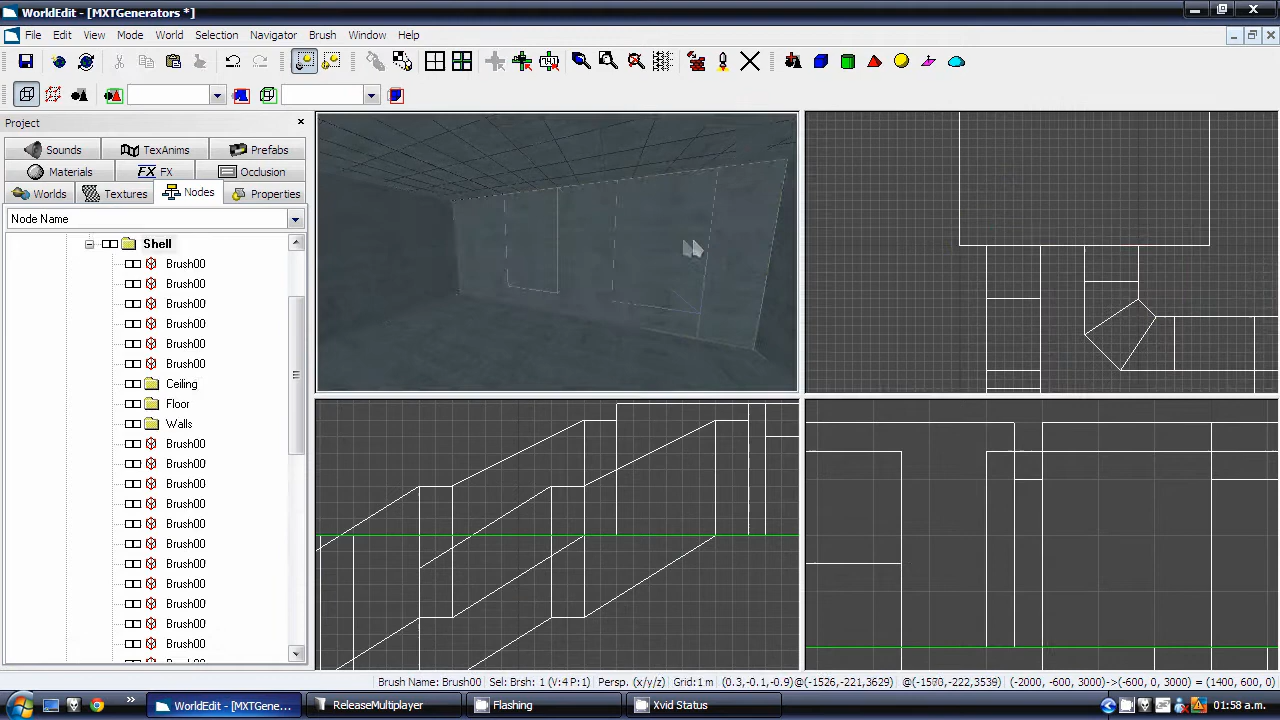 WorldEdit - [MXTGenerators *]
File Edit View Mode World Selection Navigator Brush Window Help
Project
Sounds TexAnims Prefabs
Materials FX FX Occlusion
Worlds Textures Nodes Properties
Node Name
Shell
Brush00
Brush00
Brush00
Brush00
Brush00
Brush00
Ceiling
Floor
Walls
Brush00
Brush00
Brush00
Brush00
Brush00
Brush00
Brush00
Brush00
Brush00
Brush00
Brush00
Brush Name: Brush00 Sel: Brsh: 1 (V:4 P:1) Persp. (x/y/z) Grid:1 m (0.3,-0.1,-0.9)@(-1526,-221,3629) @(-1573,-222,3539) (-2000, -600, 3000)->(-600, 0, 3000) = (1400, 600, 0)
WorldEdit - [MXTGene... ReleaseMultiplayer Flashing Xvid Status 01:58 a.m.